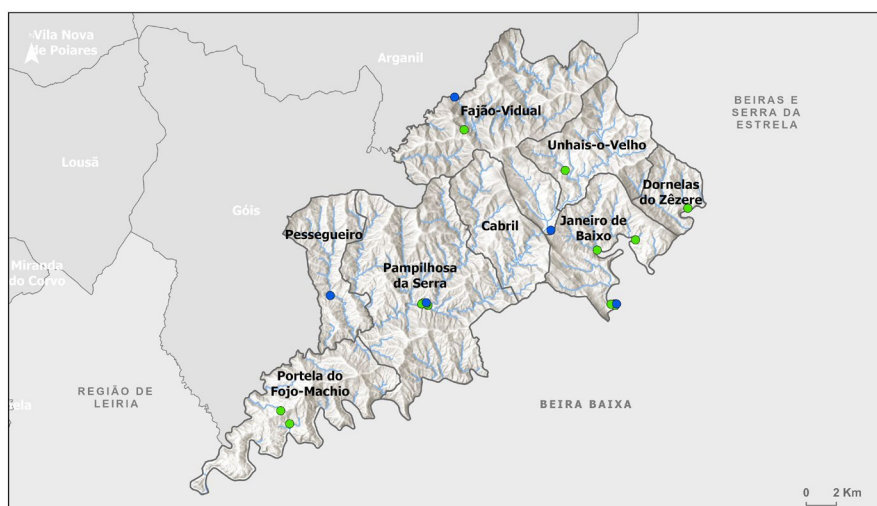 Vila Nova
de Poiares
Arganil
Fajão-Vidual
BEIRAS E
SERRA DA
ESTRELA
Lousã
Unhais-o-Velho
Dornelas
do Zêzere
Góis
Pessegueiro
Cabril
Janeiro de
Baixo
Miranda
do Corvo
Pampilhosa
da Serra
Portela do
Fojo-Machio
REGIÃO DE
LEIRIA
ela
BEIRA BAIXA
0 2 Km